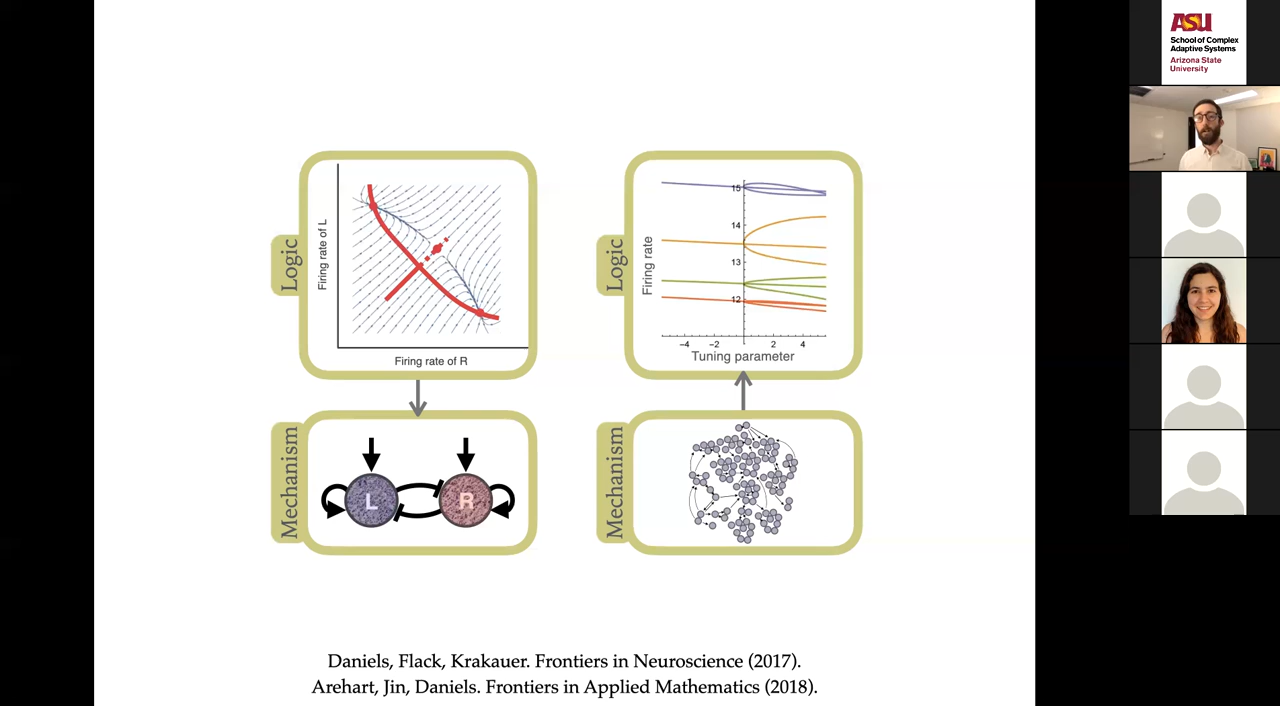 Logic
Firing rate of L
Firing rate of R
Logic
Firing rate
15
14
13
12
−4
−2
2
4
Tuning parameter
Mechanism
L
R
Mechanism
Daniels, Flack, Krakauer. Frontiers in Neuroscience (2017).
Arehart, Jin, Daniels. Frontiers in Applied Mathematics (2018).
ASU
School of Complex
Adaptive Systems
Arizona State
University